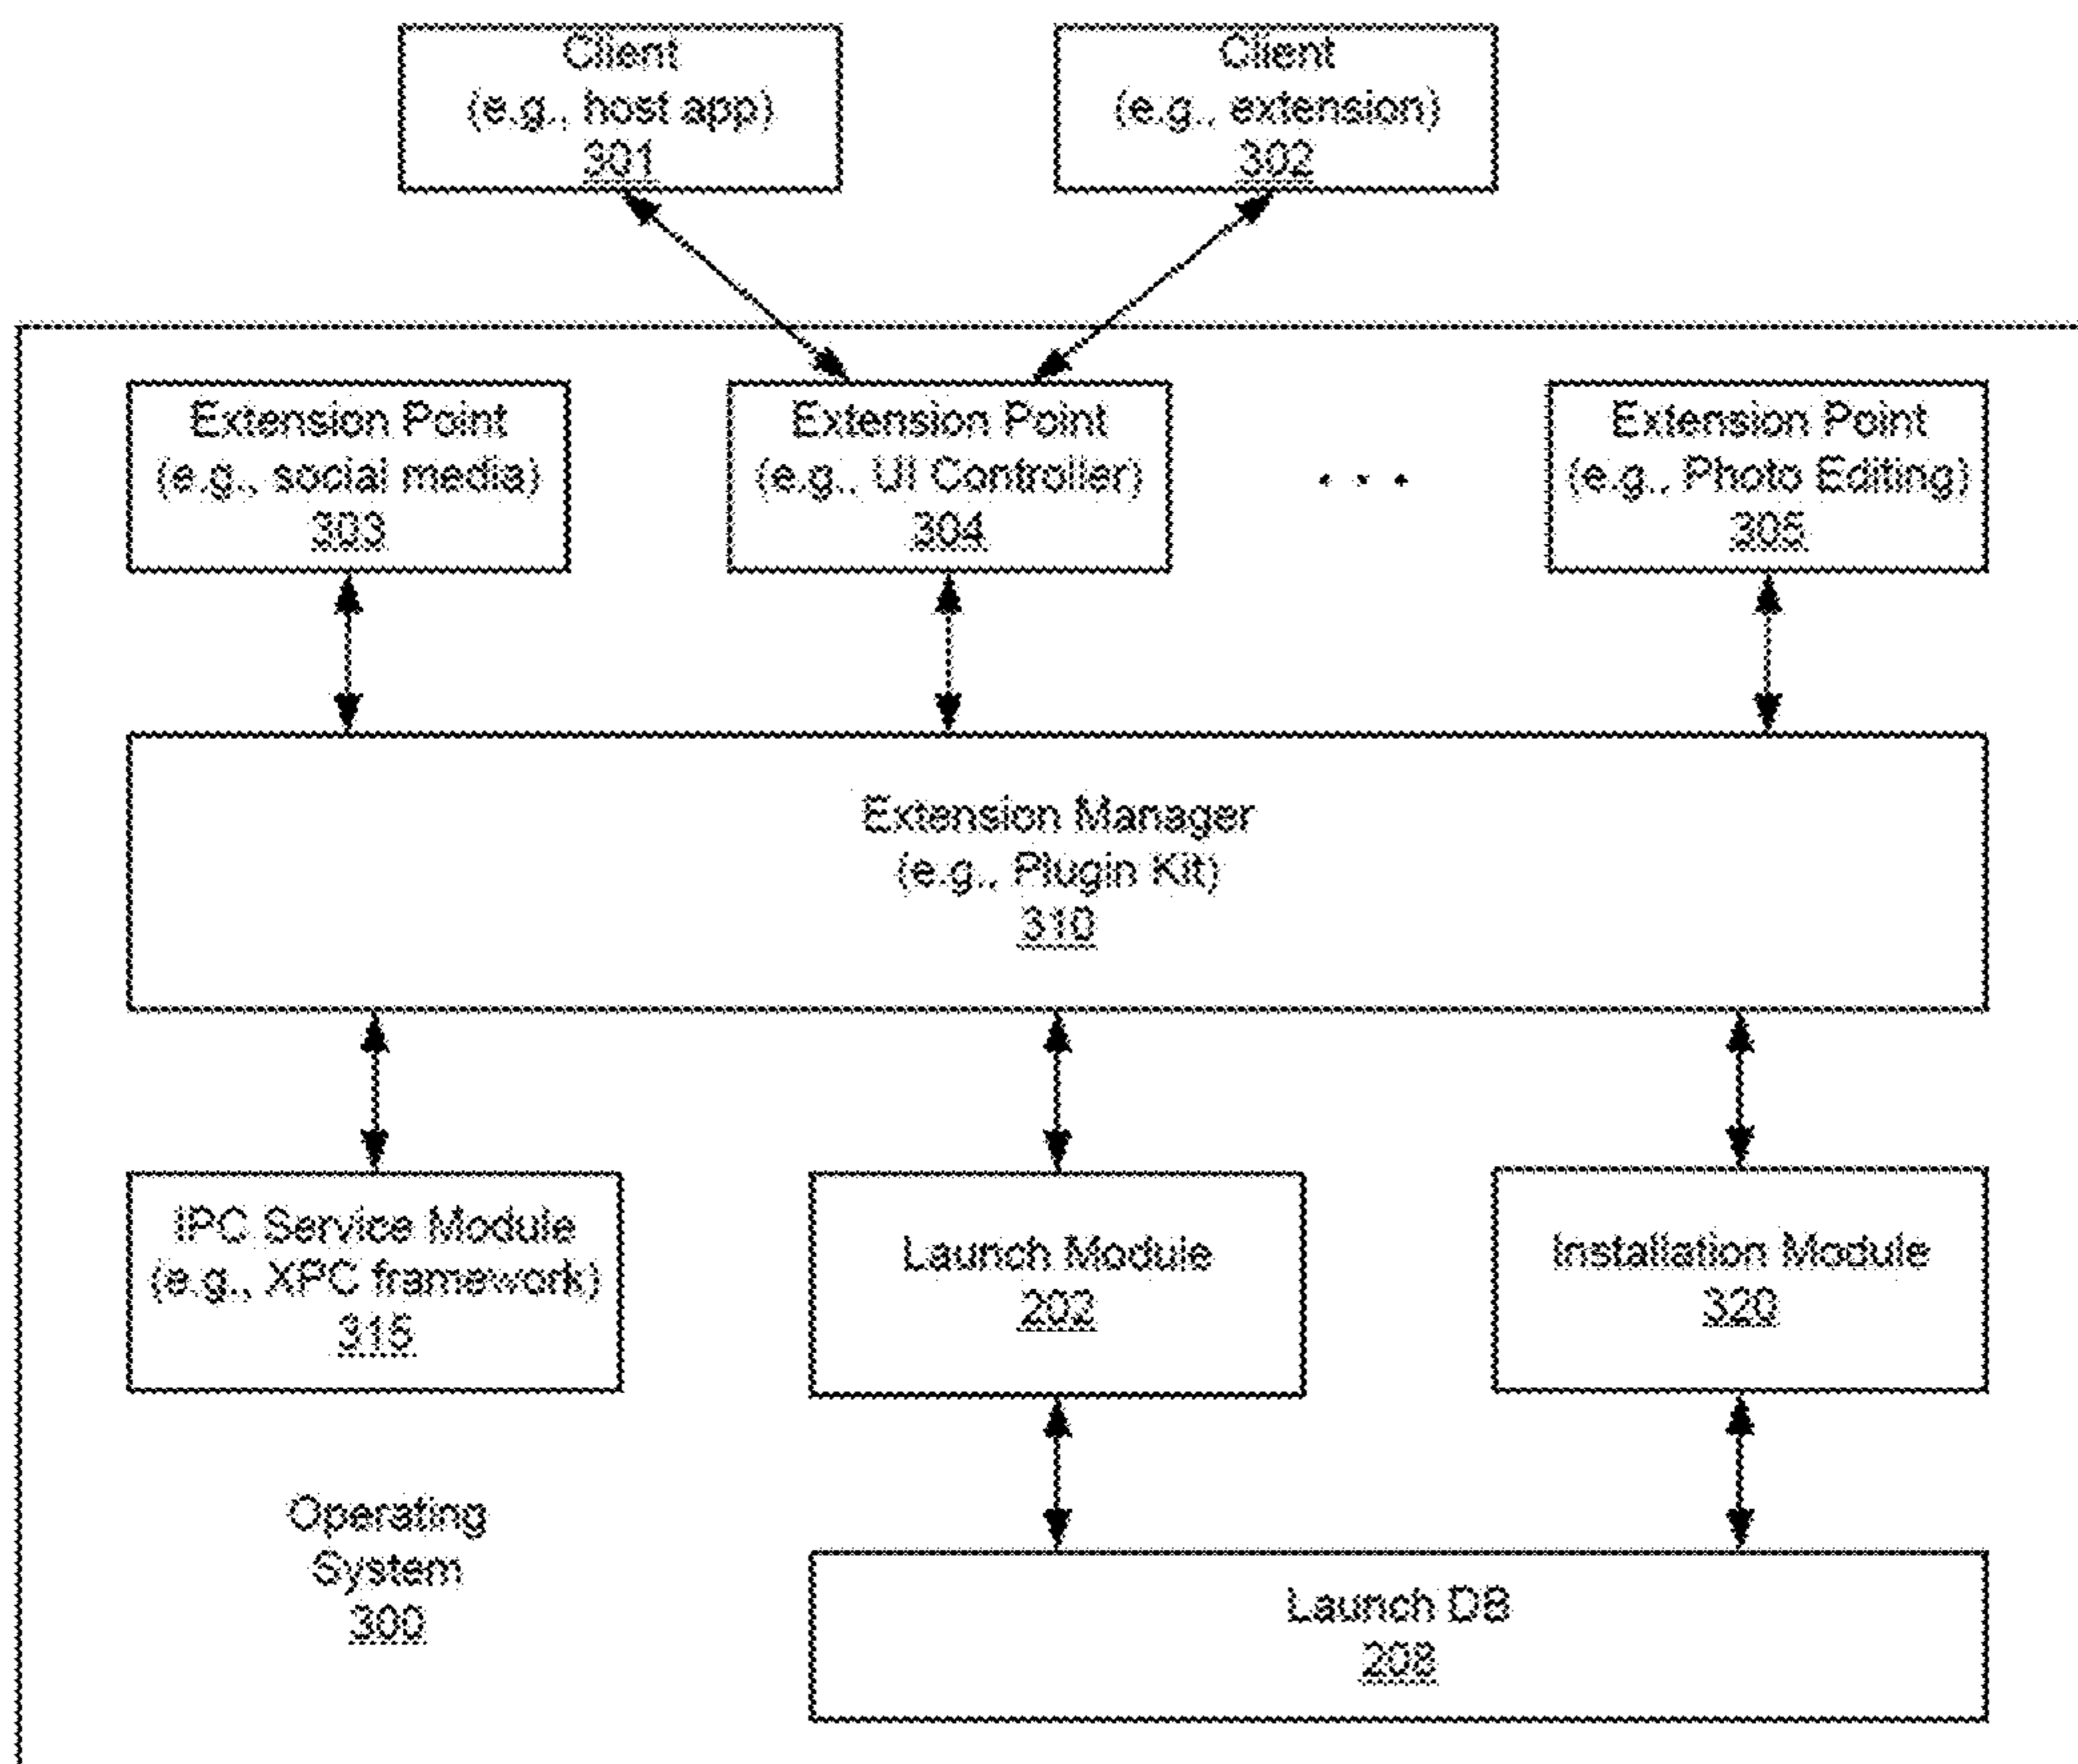 Client
(e.g., host app)
301
Client
(e.g., extension)
302
Extension Point
(e.g., social media)
303
Extension Point
(e.g., UI Controller)
304
. . .
Extension Point
(e.g., Photo Editing)
305
Extension Manager
(e.g., Plugin Kit)
310
IPC Service Module
(e.g., XPC framework)
315
Launch Module
202
Installation Module
320
Operating
System
300
Launch DB
208